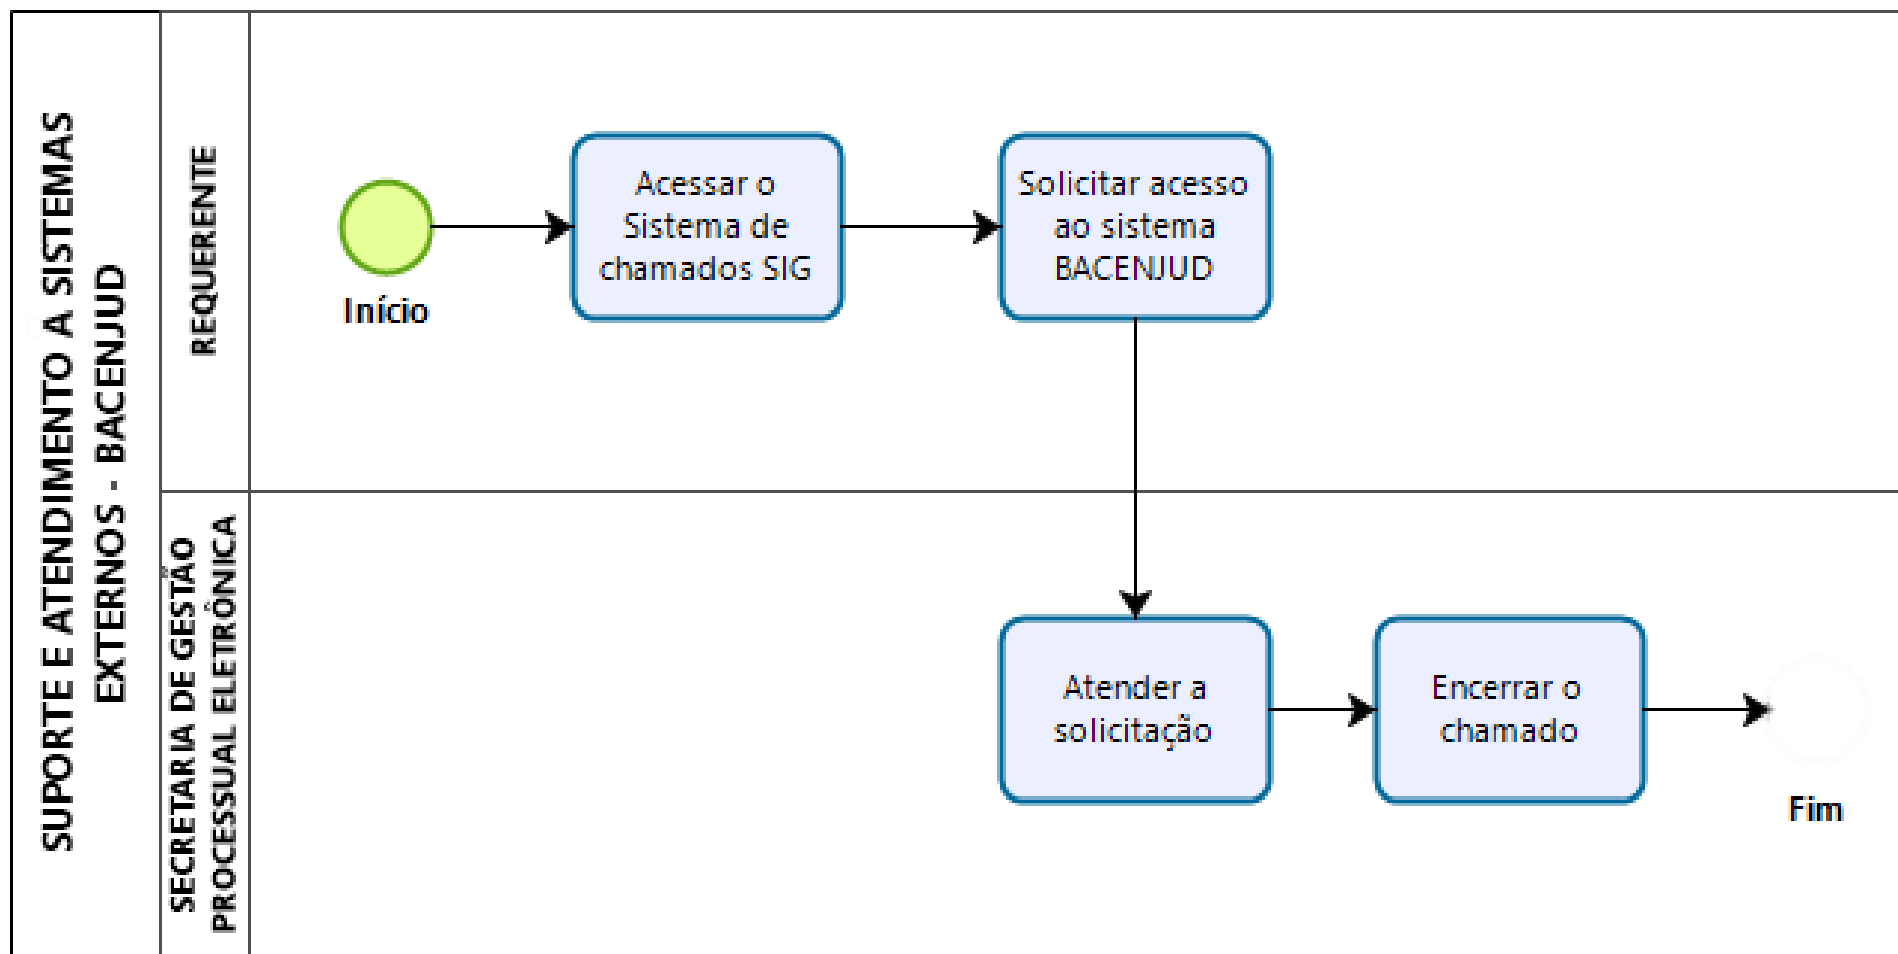 SUPORTE E ATENDIMENTO A SISTEMAS
EXTERNOS - BACENJUD
REQUERENTE
Início
Acessar o
Sistema de
chamados SIG
Solicitar acesso
ao sistema
BACENJUD
SECRETARIA DE GESTÃO
PROCESSUAL ELETRÔNICA
Atender a
solicitação
Encerrar o
chamado
Fim